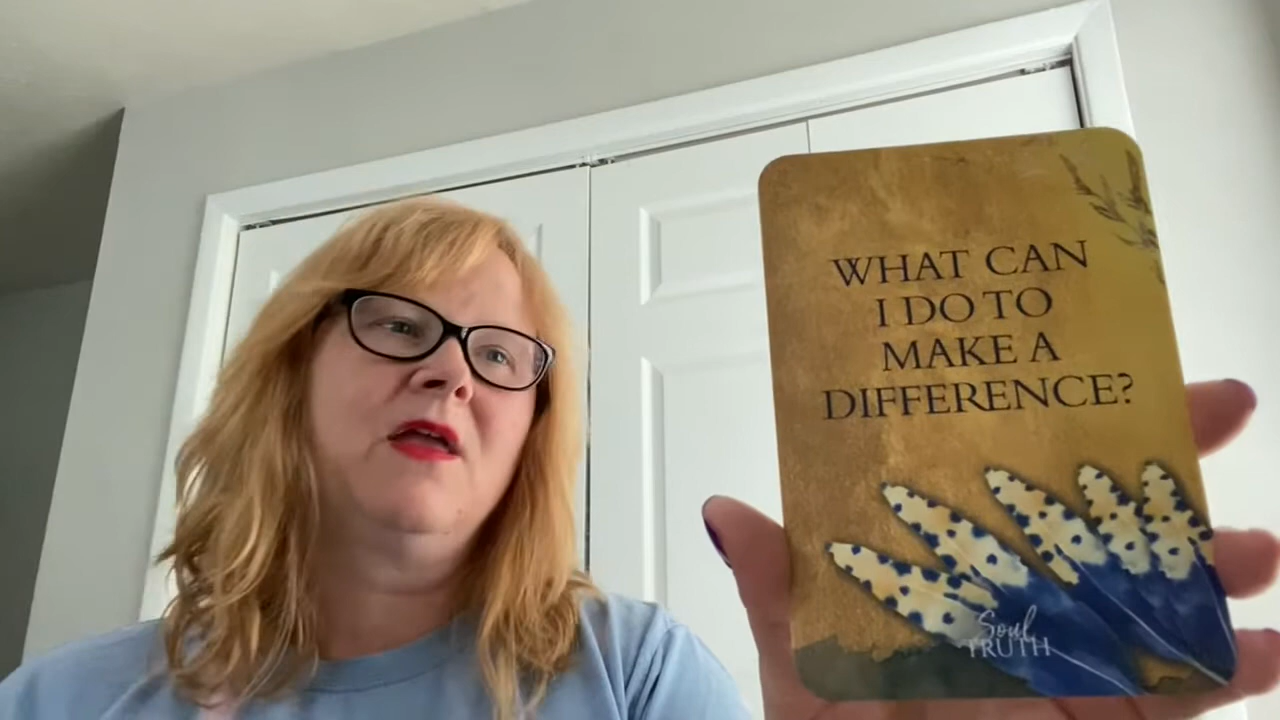 WHAT CAN
I DO TO
MAKE A
DIFFERENCE?
Soul
TRUTH